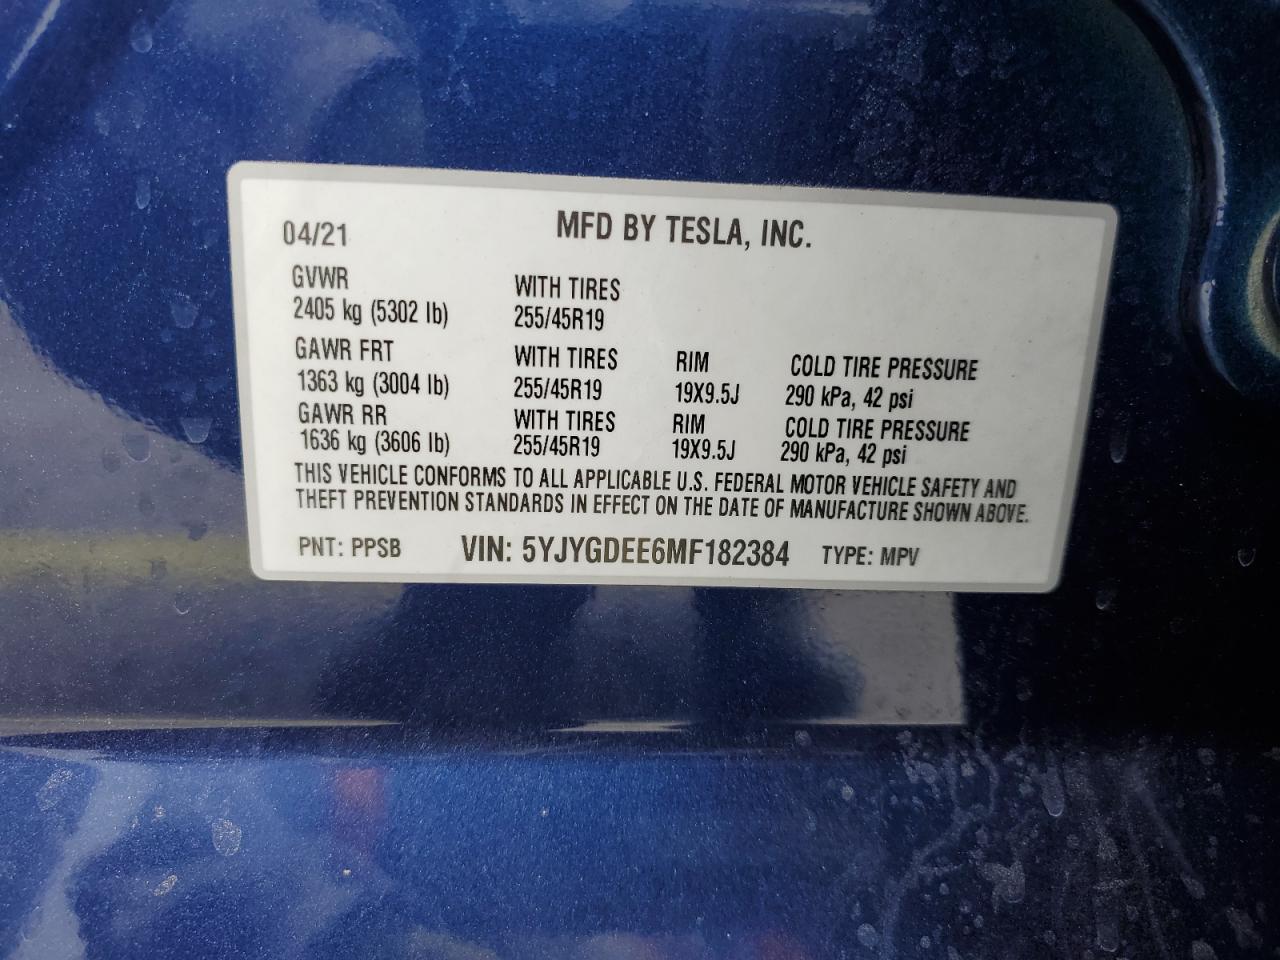 04/21 MFD BY TESLA, INC.
GVWR WITH TIRES
2405 kg (5302 lb) 255/45R19
GAWR FRT WITH TIRES RIM COLD TIRE PRESSURE
1363 kg (3004 lb) 255/45R19 19X9.5J 290 kPa, 42 psi
GAWR RR WITH TIRES RIM COLD TIRE PRESSURE
1636 kg (3606 lb) 255/45R19 19X9.5J 290 kPa, 42 psi
THIS VEHICLE CONFORMS TO ALL APPLICABLE U.S. FEDERAL MOTOR VEHICLE SAFETY AND
THEFT PREVENTION STANDARDS IN EFFECT ON THE DATE OF MANUFACTURE SHOWN ABOVE.
PNT: PPSB VIN: 5YJYGDEE6MF182384 TYPE: MPV